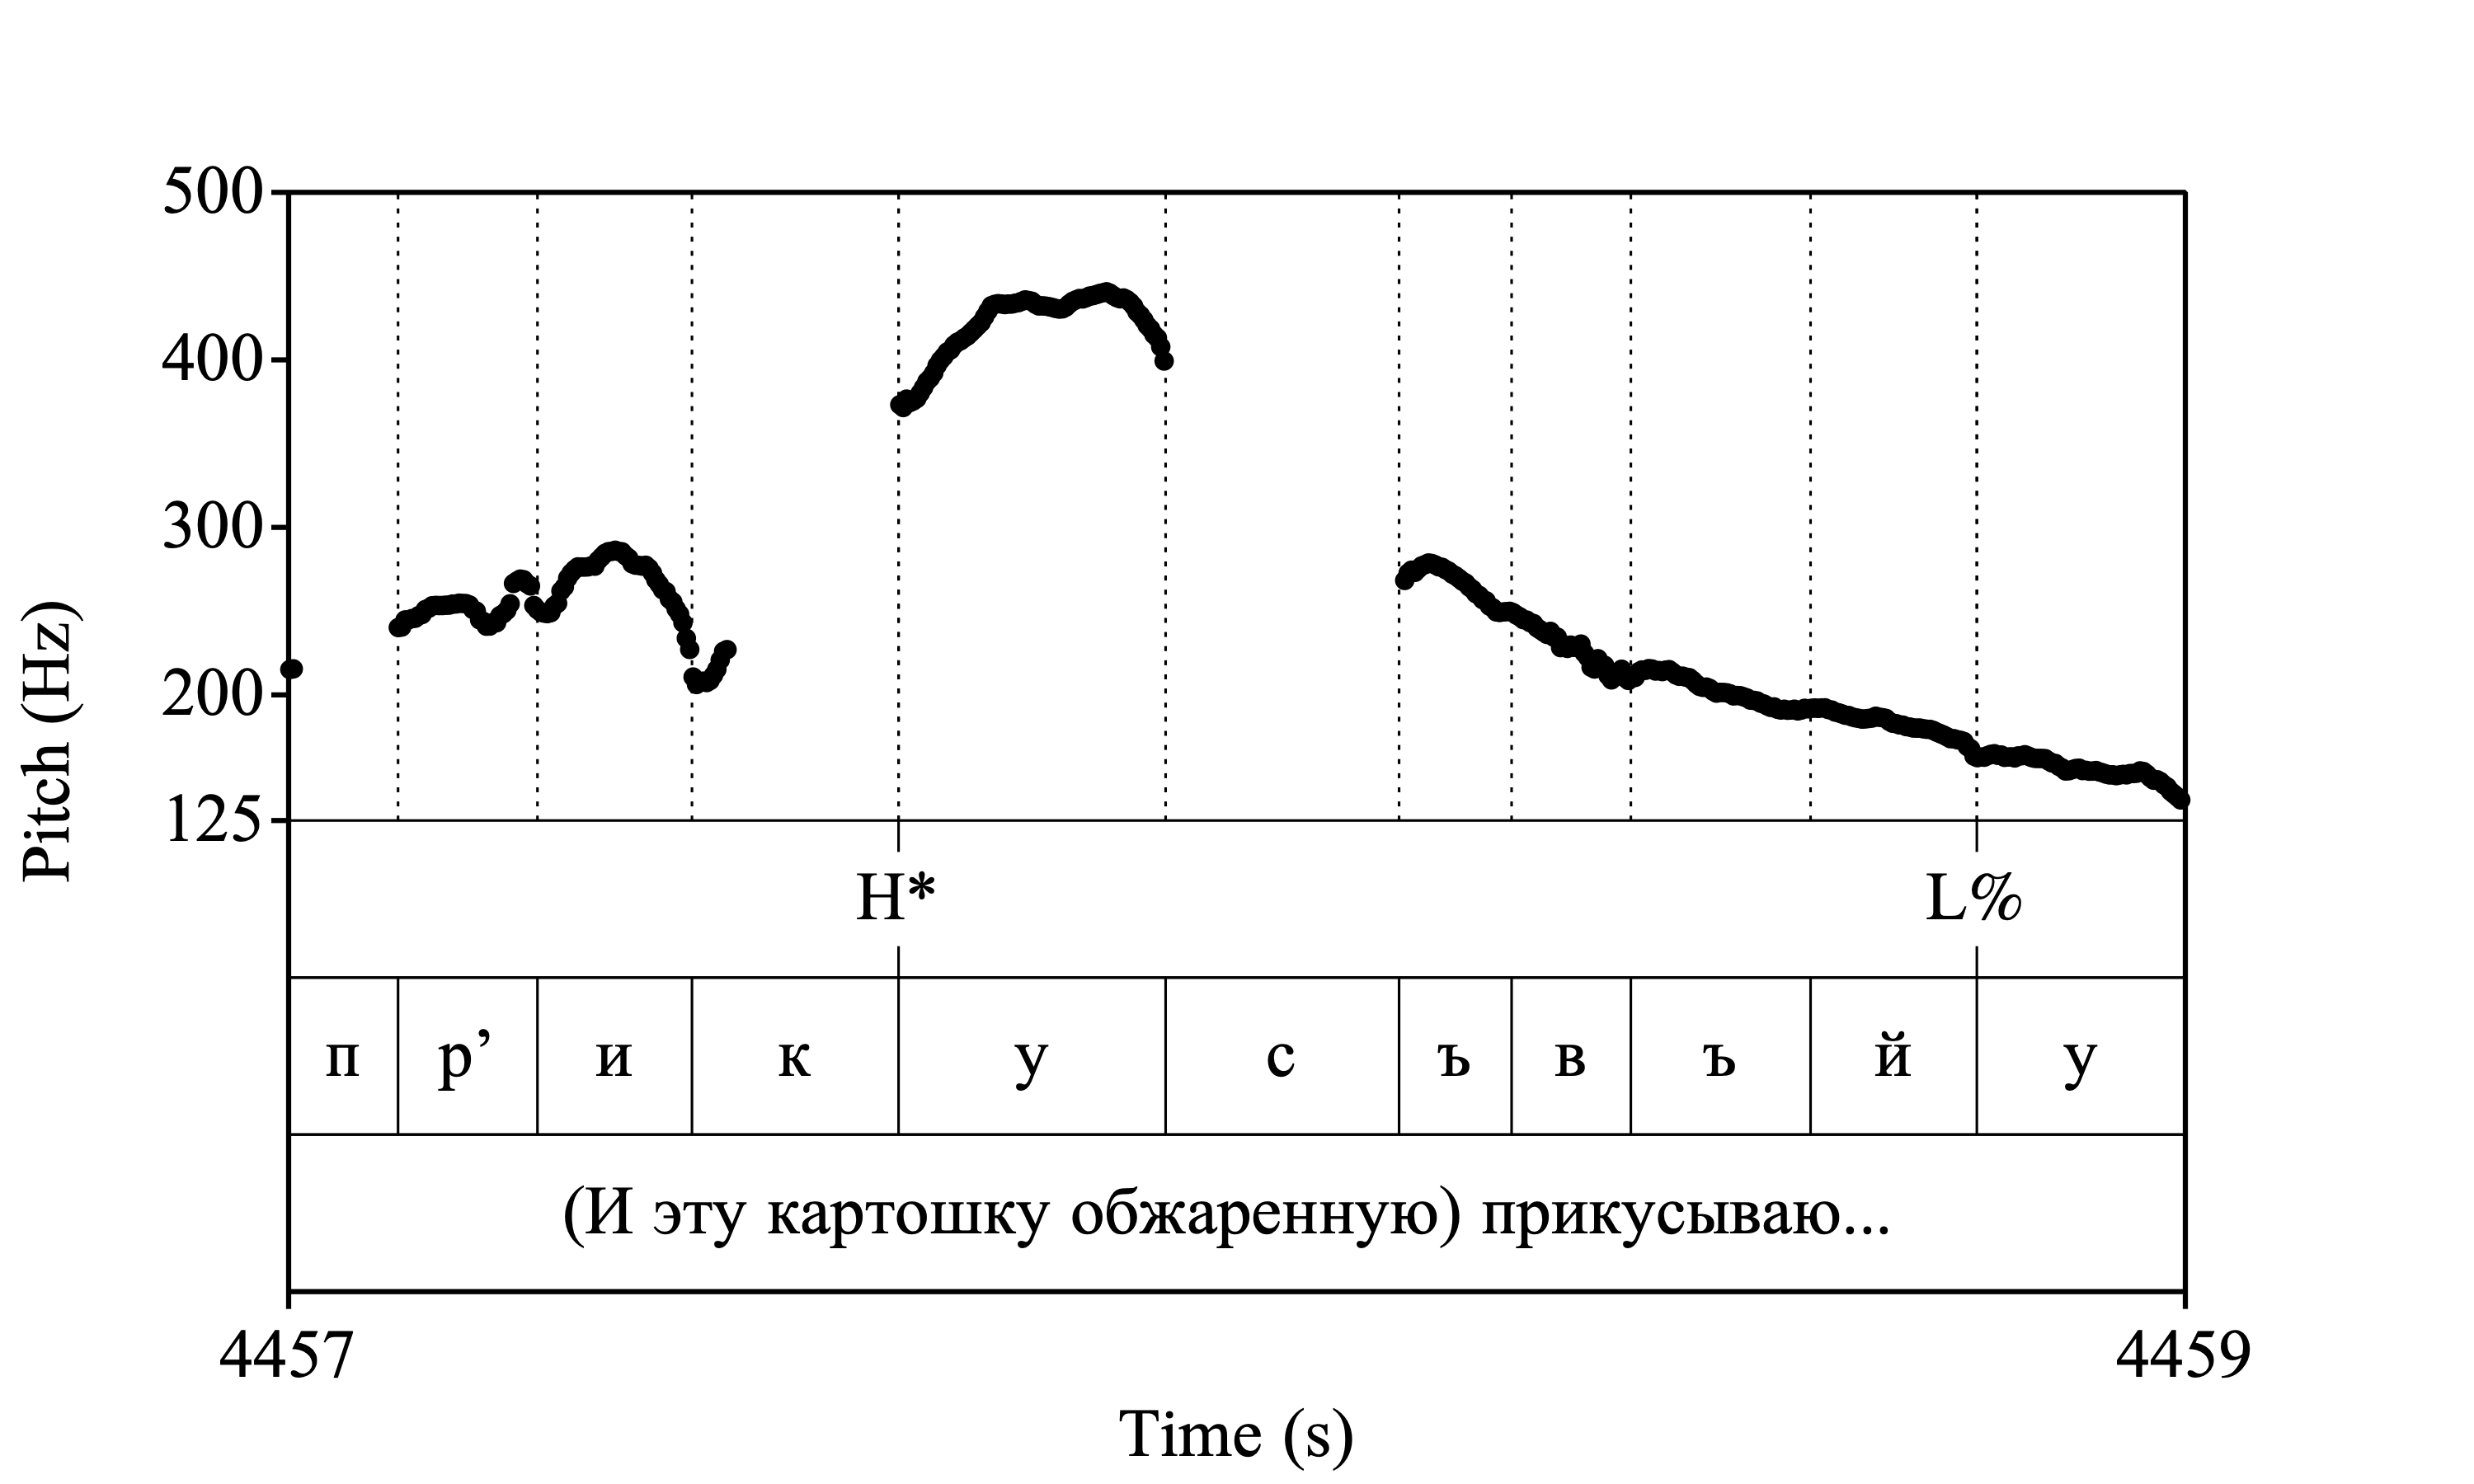 500
400
300
200
125
Pitch (Hz)
H* L%
п р’ и к у с ъ в ъ й у
(И эту картошку обжаренную) прикусываю...
4457 4459
Time (s)